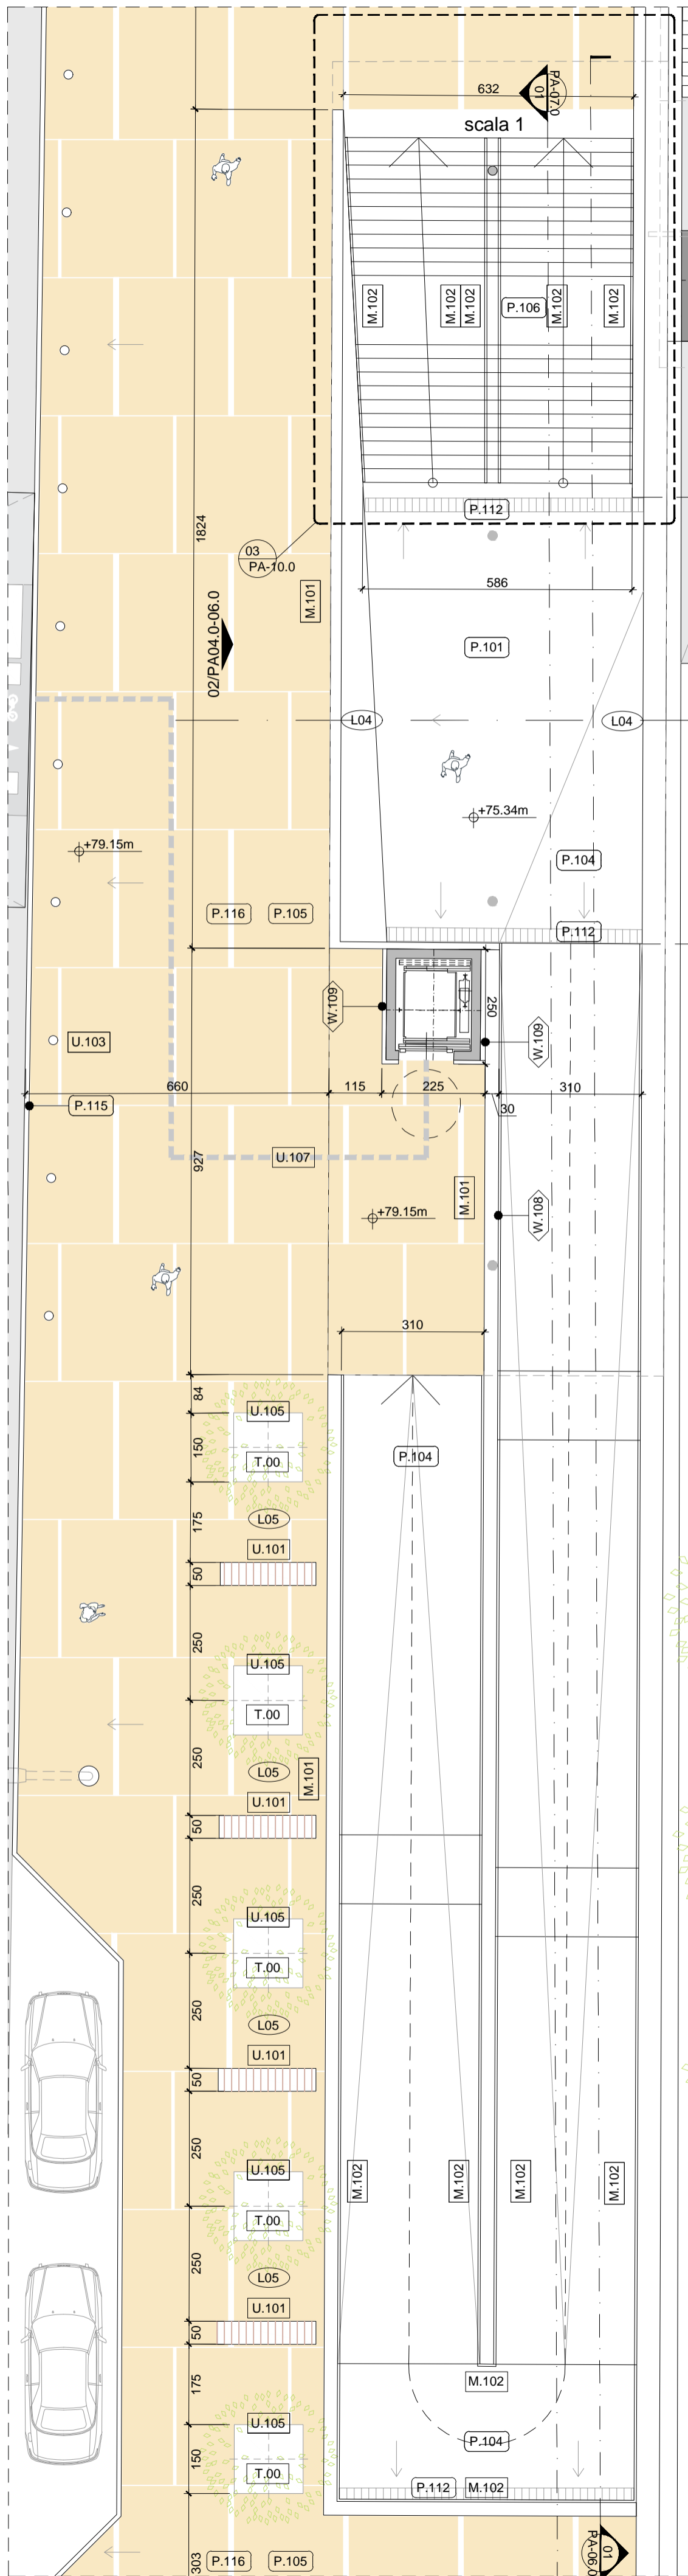 632
PA-07.0
01
scala 1
M.102
M.102
M.102
P.106
M.102
M.102
P.112
1824
03
PA-10.0
M.101
586
02/PA04.0-06.0
P.101
L04
L04
+75.34m
+79.15m
P.104
P.116
P.105
P.112
W.109
250
W.109
U.103
660
115
225
310
30
P.115
927
U.107
M.101
W.108
+79.15m
310
84
U.105
150
T.00
P.104
175
L05
U.101
50
250
U.105
T.00
250
L05
M.101
U.101
50
250
U.105
T.00
250
L05
U.101
50
250
U.105
M.102
M.102
M.102
M.102
T.00
250
L05
U.101
50
175
M.102
U.105
P.104
150
T.00
P.112
M.102
303
P.116
P.105
PA-06.0
01